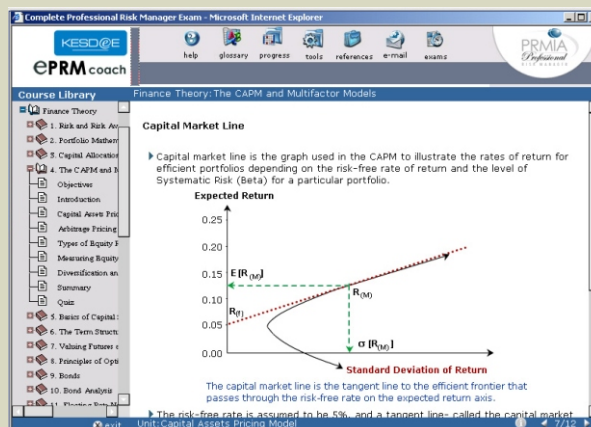 Complete Professional Risk Manager Exam - Microsoft Internet Explorer
KESDEE
ePRM coach
help glossary progress tools references e-mail exams
PRMIA
Professional
RISK MANAGER
Course Library
Finance Theory:The CAPM and Multifactor Models
Finance Theory
1. Risk and Risk Av
2. Portfolio Mathem
3. Capital Allocation
4. The CAPM and M
Objectives
Introduction
Capital Assets Pric
Arbitrage Pricing
Types of Equity F
Measuring Equity
Diversification an
Summary
Quiz
5. Basics of Capital
6. The Term Struct
7. Valuing Futures
8. Principles of Opti
9. Bonds
10. Bond Analysis
Capital Market Line
Capital market line is the graph used in the CAPM to illustrate the rates of return for
efficient portfolios depending on the risk-free rate of return and the level of
Systematic Risk (Beta) for a particular portfolio.
Expected Return
0.25
0.20
0.15
E [R(M)]
0.10
R(M)
R(f)
0.05
0.00
σ [R(M)]
Standard Deviation of Return
The capital market line is the tangent line to the efficient frontier that
passes through the risk-free rate on the expected return axis.
The risk-free rate is assumed to be 5%, and a tangent line- called the capital market
exit
Unit:Capital Assets Pricing Model
7/12